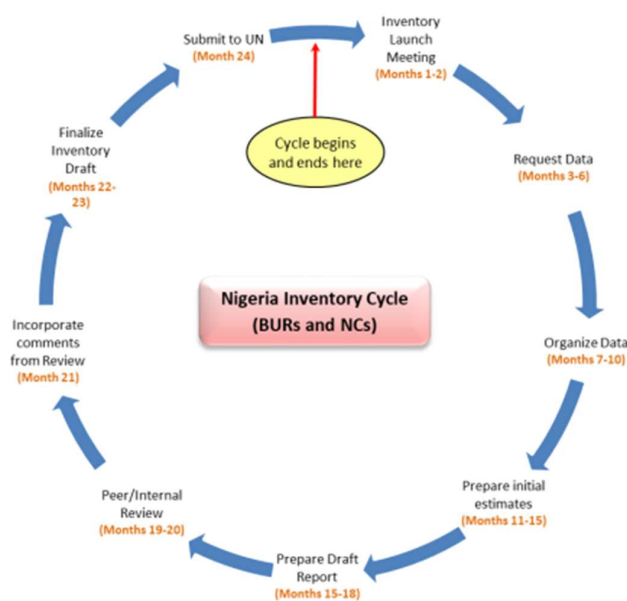 Submit to UN
(Month 24)
Inventory
Launch
Meeting
(Months 1-2)
Request Data
(Months 3-6)
Organize Data
(Months 7-10)
Prepare initial
estimates
(Months 11-15)
Prepare Draft
Report
(Months 15-18)
Peer/Internal
Review
(Months 19-20)
Incorporate
comments
from Review
(Month 21)
Finalize
Inventory
Draft
(Months 22-
23)
Cycle begins
and ends here
Nigeria Inventory Cycle
(BURs and NCs)